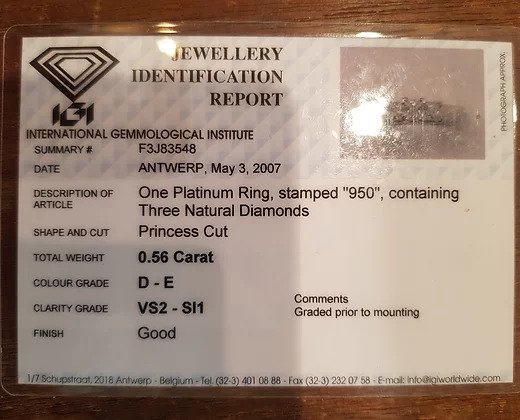 JEWELLERY
IDENTIFICATION
REPORT
IGI
INTERNATIONAL GEMMOLOGICAL INSTITUTE
SUMMARY # F3J83548
DATE ANTWERP, May 3, 2007
DESCRIPTION OF ARTICLE One Platinum Ring, stamped "950", containing
Three Natural Diamonds
SHAPE AND CUT Princess Cut
TOTAL WEIGHT 0.56 Carat
COLOUR GRADE D - E
CLARITY GRADE VS2 - SI1
FINISH Good
Comments
Graded prior to mounting
PHOTOGRAPH APPROX.
1/7 Schupstraat, 2018 Antwerp - Belgium - Tel. (32-3) 401 08 88 - Fax (32-3) 232 07 58 - E-mail: info@igiworldwide.com